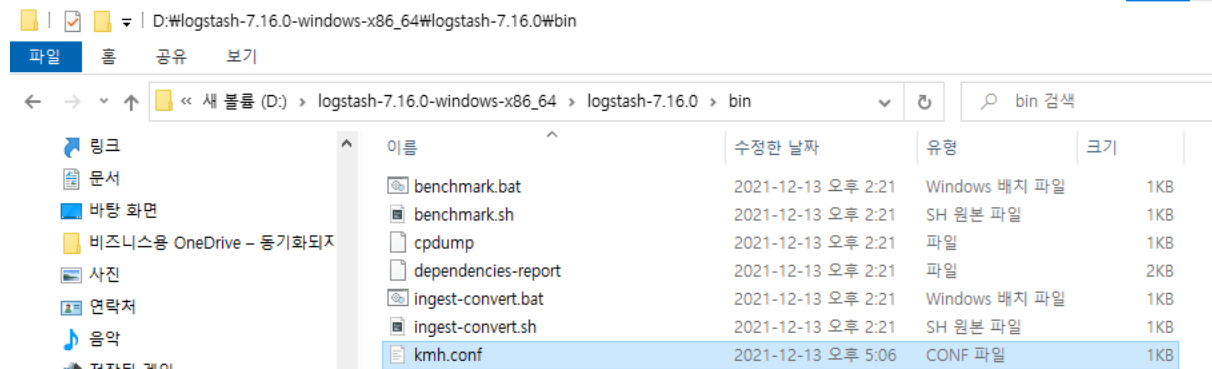 D:₩logstash-7.16.0-windows-x86_64₩logstash-7.16.0₩bin
파일 홈 공유 보기
« 새 볼륨 (D:) › logstash-7.16.0-windows-x86_64 › logstash-7.16.0 › bin bin 검색
링크
문서
바탕 화면
비즈니스용 OneDrive – 동기화되지
사진
연락처
음악
이름 수정한 날짜 유형 크기
benchmark.bat 2021-12-13 오후 2:21 Windows 배치 파일 1KB
benchmark.sh 2021-12-13 오후 2:21 SH 원본 파일 1KB
cpdump 2021-12-13 오후 2:21 파일 1KB
dependencies-report 2021-12-13 오후 2:21 파일 2KB
ingest-convert.bat 2021-12-13 오후 2:21 Windows 배치 파일 1KB
ingest-convert.sh 2021-12-13 오후 2:21 SH 원본 파일 1KB
kmh.conf 2021-12-13 오후 5:06 CONF 파일 1KB